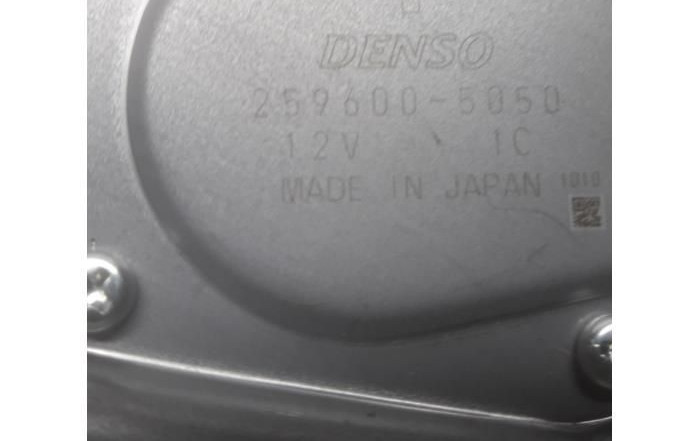 H
DENSO
259600-5050
12V 1C
MADE IN JAPAN 1010